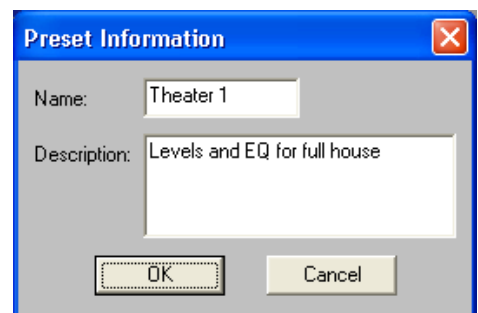 Preset Information
Name: Theater 1
Description: Levels and EQ for full house
OK Cancel